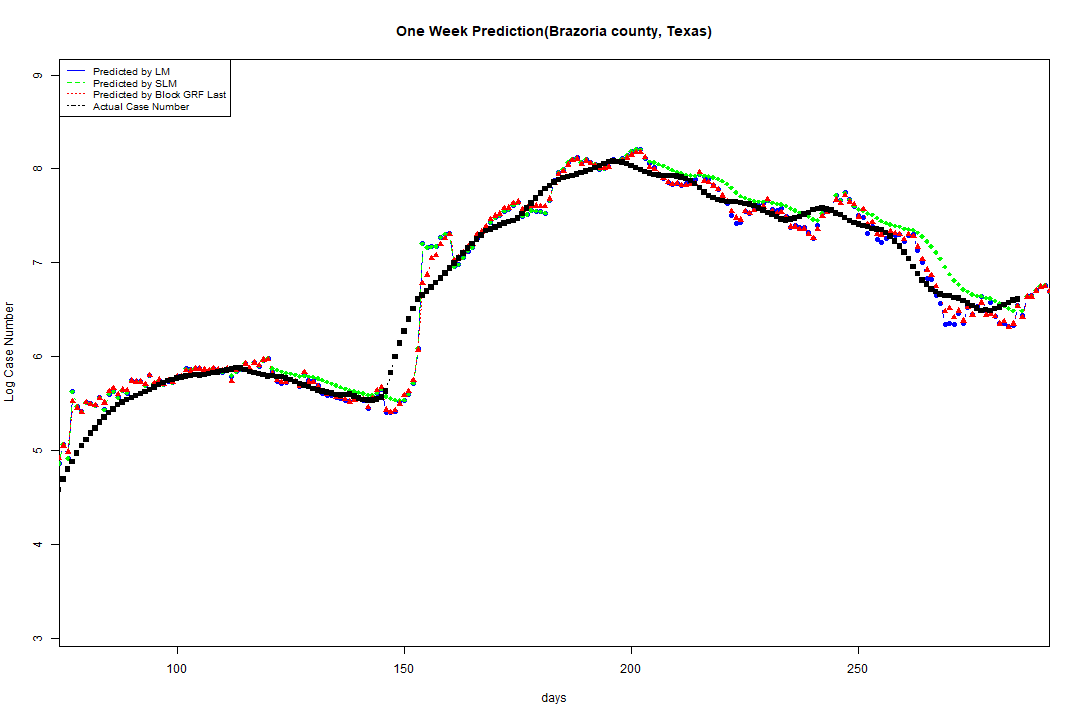 One Week Prediction(Brazoria county, Texas)
Predicted by LM
Predicted by SLM
Predicted by Block GRF Last
Actual Case Number
9
8
7
6
5
4
3
Log Case Number
100 150 200 250
days